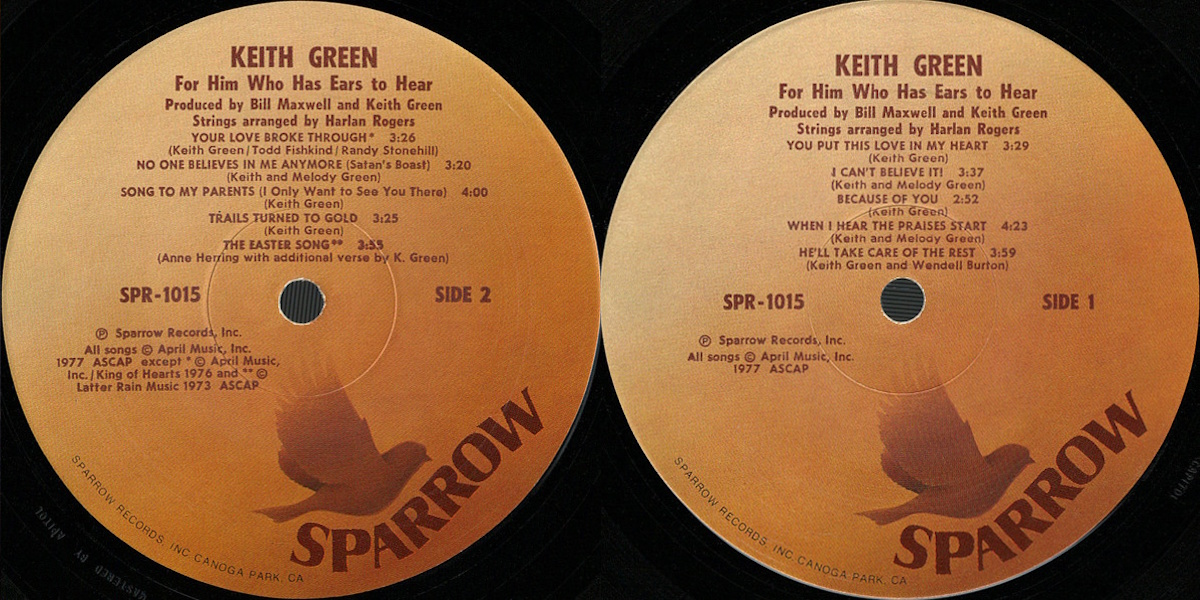 KEITH GREEN
For Him Who Has Ears to Hear
Produced by Bill Maxwell and Keith Green
Strings arranged by Harlan Rogers
YOUR LOVE BROKE THROUGH* 3:26
(Keith Green/Todd Fishkind/Randy Stonehill)
NO ONE BELIEVES IN ME ANYMORE (Satan's Boast) 3:20
(Keith and Melody Green)
SONG TO MY PARENTS (I Only Want to See You There) 4:00
(Keith Green)
TRAILS TURNED TO GOLD 3:25
(Keith Green)
THE EASTER SONG** 3:55
(Anne Herring with additional verse by K. Green)
SPR-1015 SIDE 2
℗ Sparrow Records, Inc.
All songs © April Music, Inc.
1977 ASCAP except * © April Music,
Inc./King of Hearts 1976 and ** ©
Latter Rain Music 1973 ASCAP
SPARROW
SPARROW RECORDS, INC. CANOGA PARK, CA
MASTERED BY CAPITOL
KEITH GREEN
For Him Who Has Ears to Hear
Produced by Bill Maxwell and Keith Green
Strings arranged by Harlan Rogers
YOU PUT THIS LOVE IN MY HEART 3:29
(Keith Green)
I CAN'T BELIEVE IT! 3:37
(Keith and Melody Green)
BECAUSE OF YOU 2:52
(Keith Green)
WHEN I HEAR THE PRAISES START 4:23
(Keith and Melody Green)
HE'LL TAKE CARE OF THE REST 3:59
(Keith Green and Wendell Burton)
SPR-1015 SIDE 1
℗ Sparrow Records, Inc.
All songs © April Music, Inc.
1977 ASCAP
SPARROW
SPARROW RECORDS, INC. CANOGA PARK, CA
CAPITOL